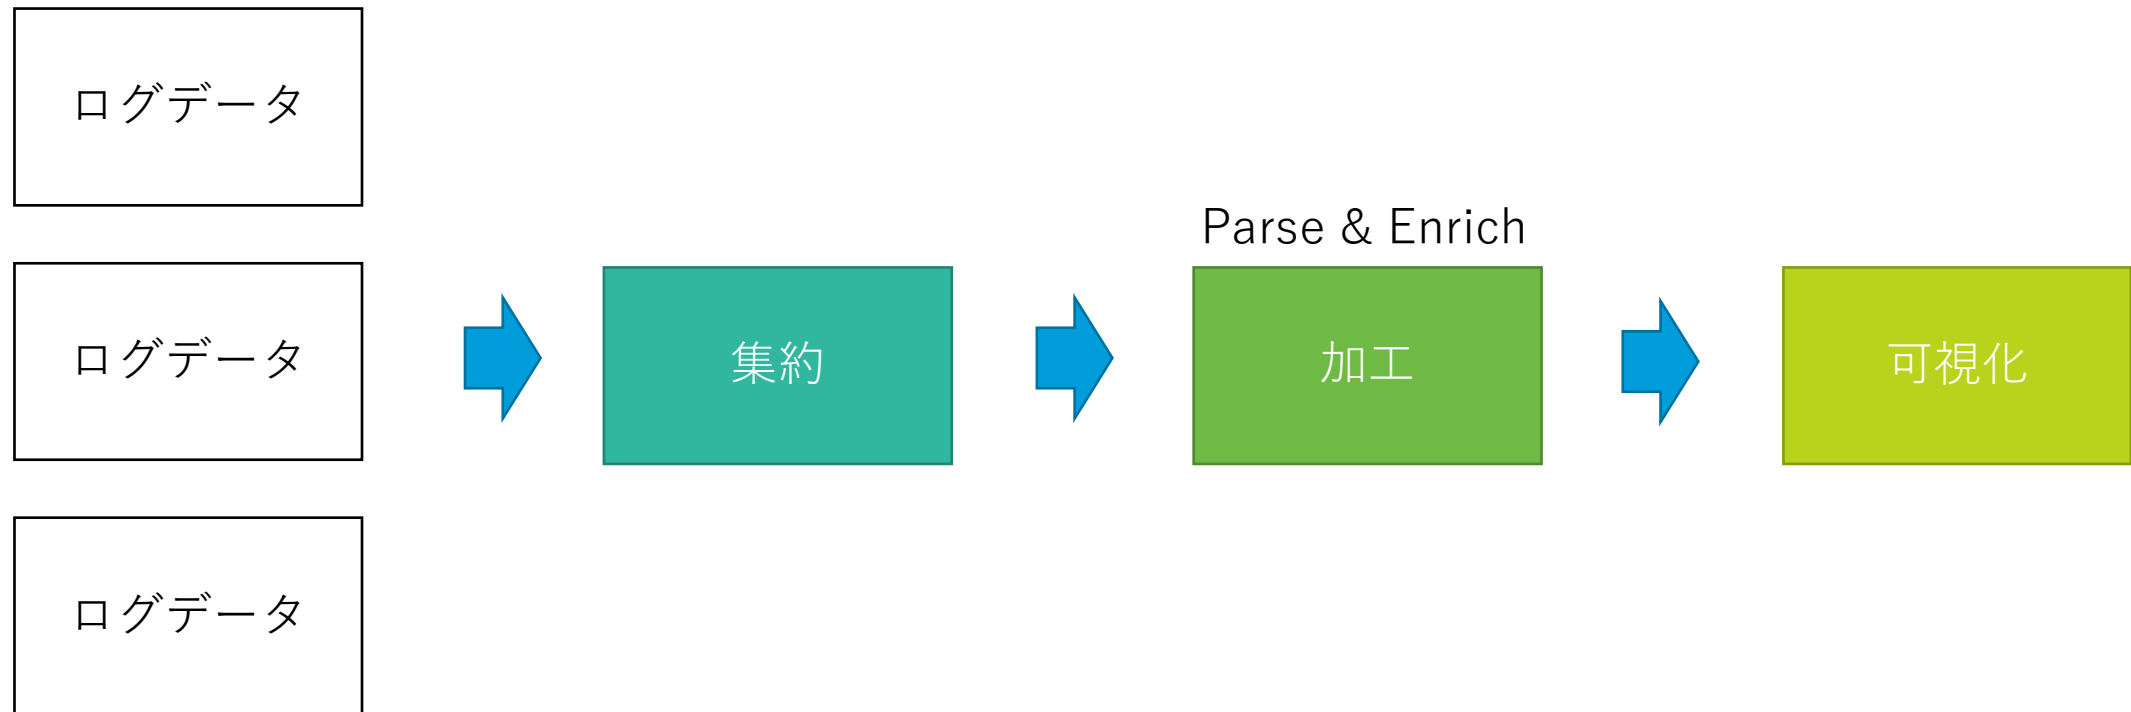 ログデータ
ログデータ
ログデータ
集約
Parse & Enrich
加工
可視化